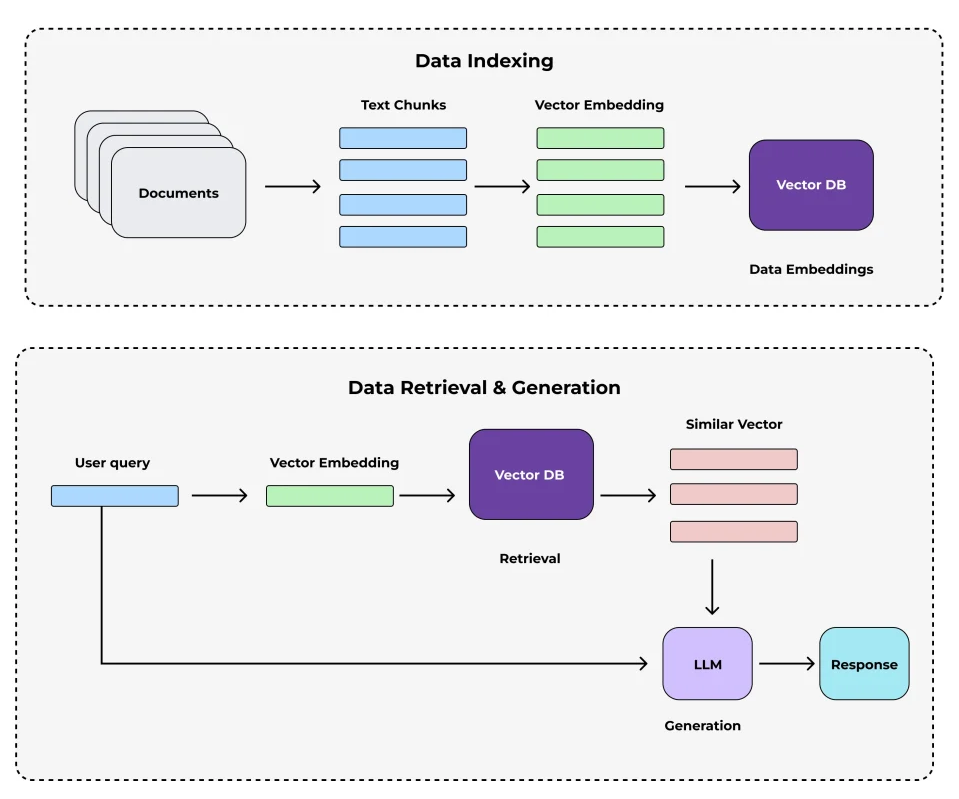 Data Indexing
Text Chunks
Vector Embedding
Documents
Vector DB
Data Embeddings
Data Retrieval & Generation
User query
Vector Embedding
Vector DB
Similar Vector
Retrieval
LLM
Response
Generation